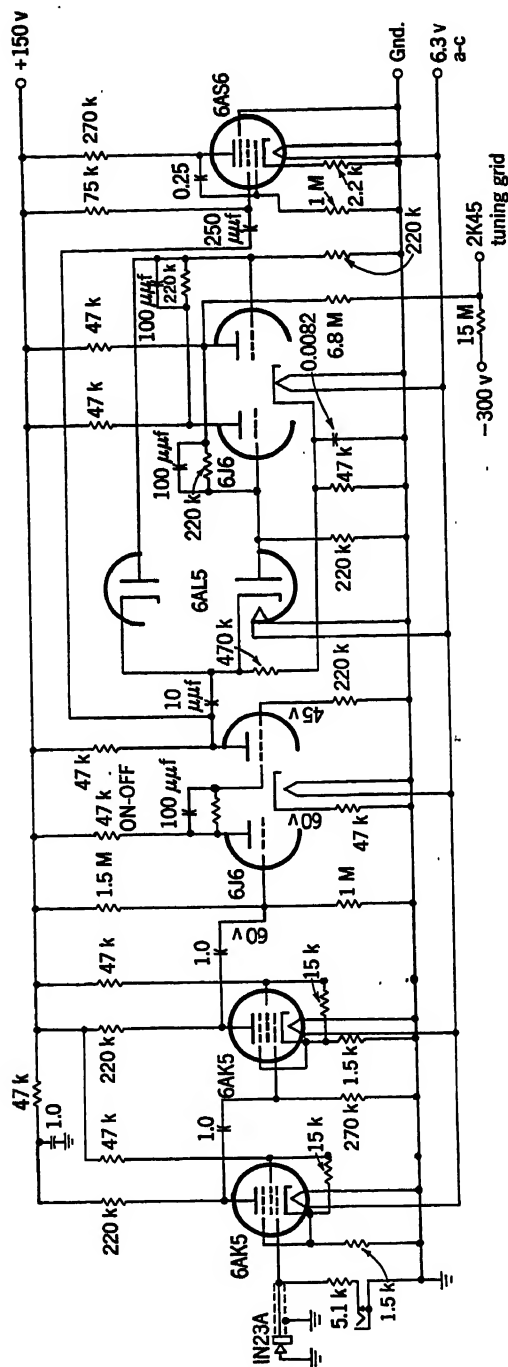 +150 v
47 k
1.0
220 k
47 k
220 k
47 k
1.5 M
47 k
ON-OFF
47 k
47 k
47 k
75 k
270 k
6AK5
1.0
6AK5
1.0
60 v
6J6
100 μμf
60 v
45 v
10 μμf
470 k
6AL5
100 μμf
220 k
6J6
100 μμf
220 k
250 μμf
0.25
6AS6
IN23A
5.1 k
1.5 k
15 k
270 k
1.5 k
15 k
1 M
47 k
220 k
220 k
47 k
0.0082
6.8 M
220 k
1 M
2.2 k
Gnd.
6.3 v
a-c
−300 v
15 M
2K45
tuning grid